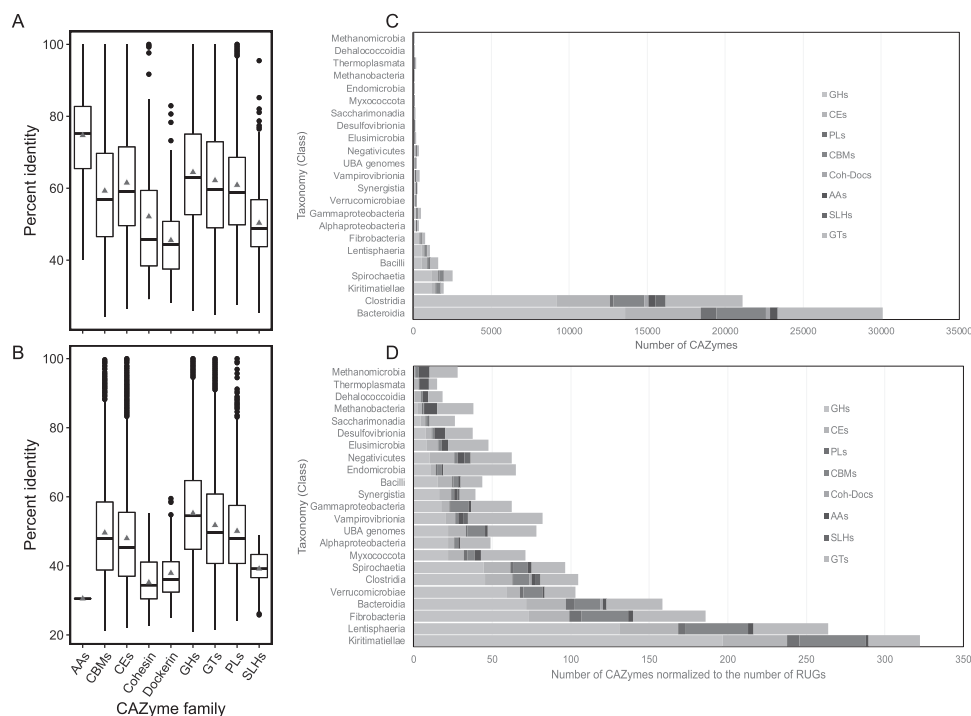 A
100
80
60
40
Percent identity
B
100
80
60
40
20
Percent identity
AAs
CBMs
CEs
Cohesin
Dockerin
GHs
GTs
PLs
SLHs
CAZyme family
C
Taxonomy (Class)
Methanomicrobia
Dehalococcoidia
Thermoplasmata
Methanobacteria
Endomicrobia
Myxococcota
Saccharimonadia
Desulfovibrionia
Elusimicrobia
Negativicutes
UBA genomes
Vampirovibrionia
Synergistia
Verrucomicrobiae
Gammaproteobacteria
Alphaproteobacteria
Fibrobacteria
Lentisphaeria
Bacilli
Spirochaetia
Kiritimatiellae
Clostridia
Bacteroidia
0
5000
10000
15000
20000
25000
30000
35000
Number of CAZymes
GHs
CEs
PLs
CBMs
Coh-Docs
AAs
SLHs
GTs
D
Taxonomy (Class)
Methanomicrobia
Thermoplasmata
Dehalococcoidia
Methanobacteria
Saccharimonadia
Desulfovibrionia
Elusimicrobia
Negativicutes
Endomicrobia
Bacilli
Synergistia
Gammaproteobacteria
Vampirovibrionia
UBA genomes
Alphaproteobacteria
Myxococcota
Spirochaetia
Clostridia
Verrucomicrobiae
Bacteroidia
Fibrobacteria
Lentisphaeria
Kiritimatiellae
0
50
100
150
200
250
300
350
Number of CAZymes normalized to the number of RUGs
GHs
CEs
PLs
CBMs
Coh-Docs
AAs
SLHs
GTs